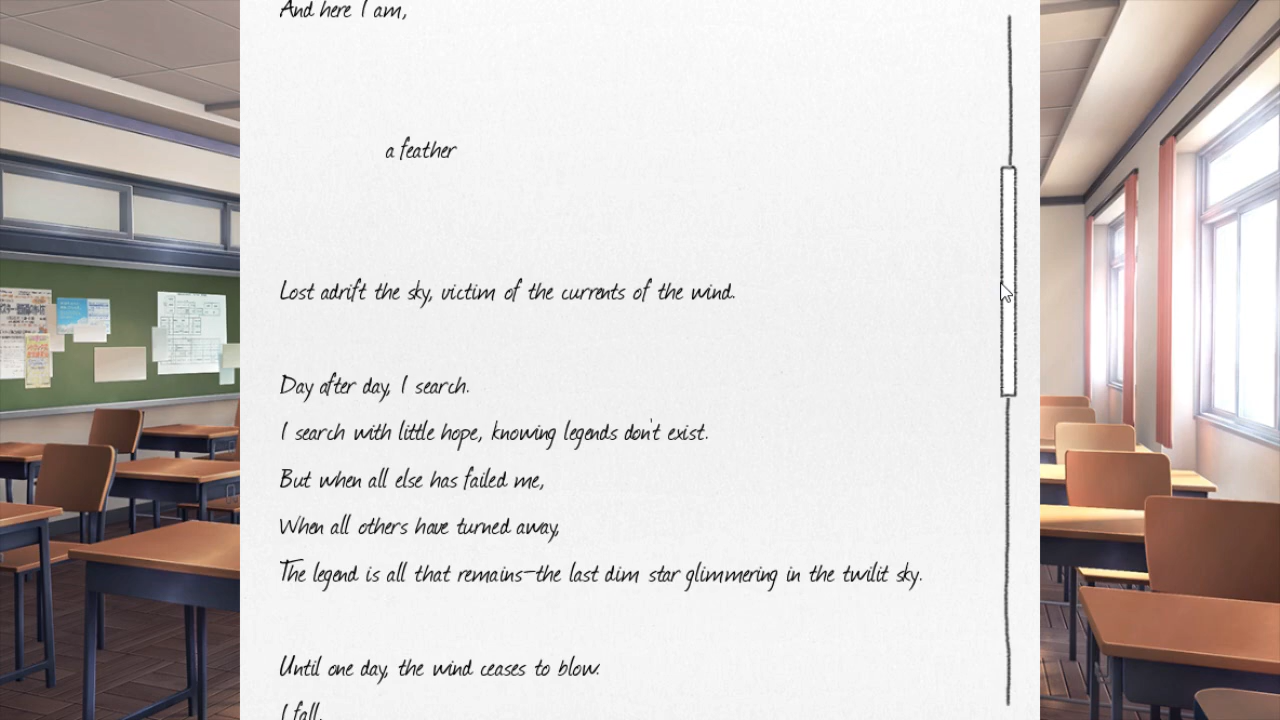 And here I am,
a feather
Lost adrift the sky, victim of the currents of the wind.
Day after day, I search.
I search with little hope, knowing legends don't exist.
But when all else has failed me,
When all others have turned away,
The legend is all that remains—the last dim star glimmering in the twilit sky.
Until one day, the wind ceases to blow.
I fall.